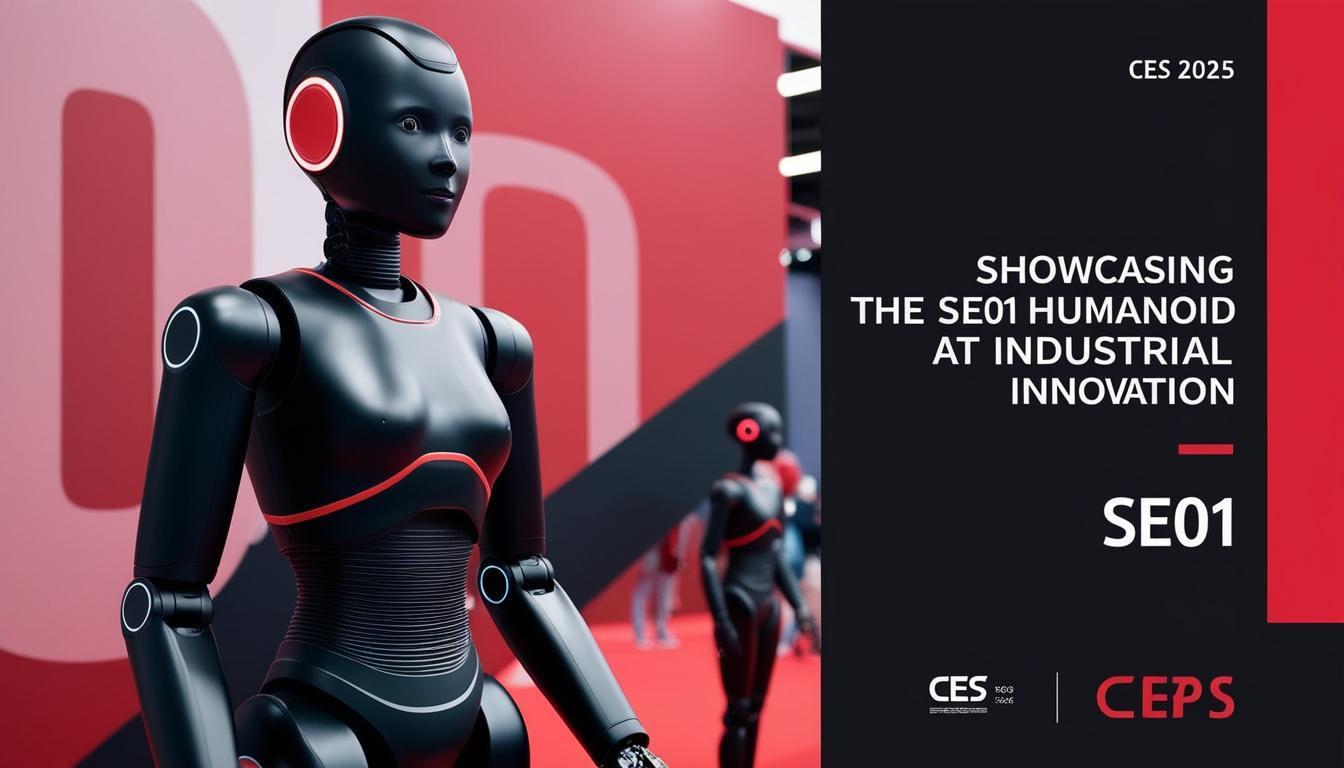 CES 2025
SHOWCASING
THE SE01 HUMANOID
AT INDUSTRIAL
INNOVATION
SE01
CES
CEPS